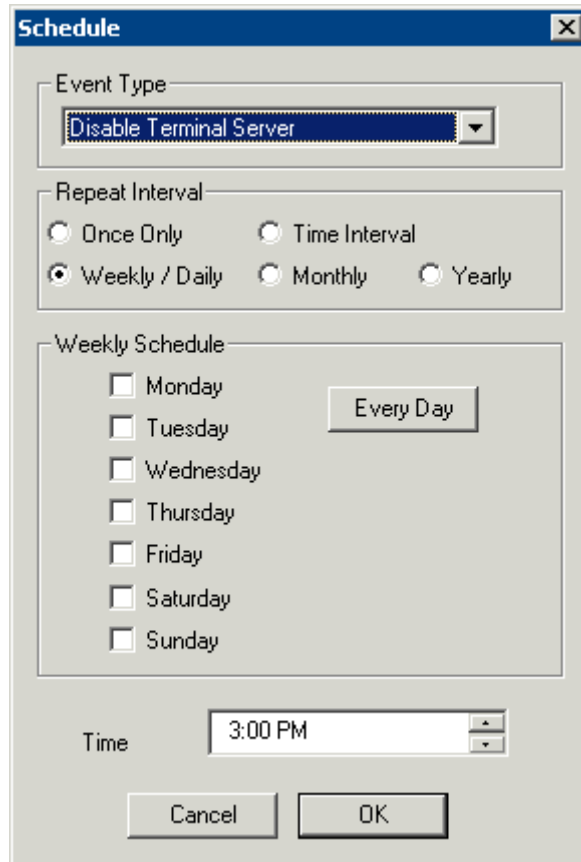 Schedule
Event Type
Disable Terminal Server
Repeat Interval
Once Only Time Interval
Weekly / Daily Monthly Yearly
Weekly Schedule
Monday
Every Day
Tuesday
Wednesday
Thursday
Friday
Saturday
Sunday
Time 3:00 PM
Cancel OK